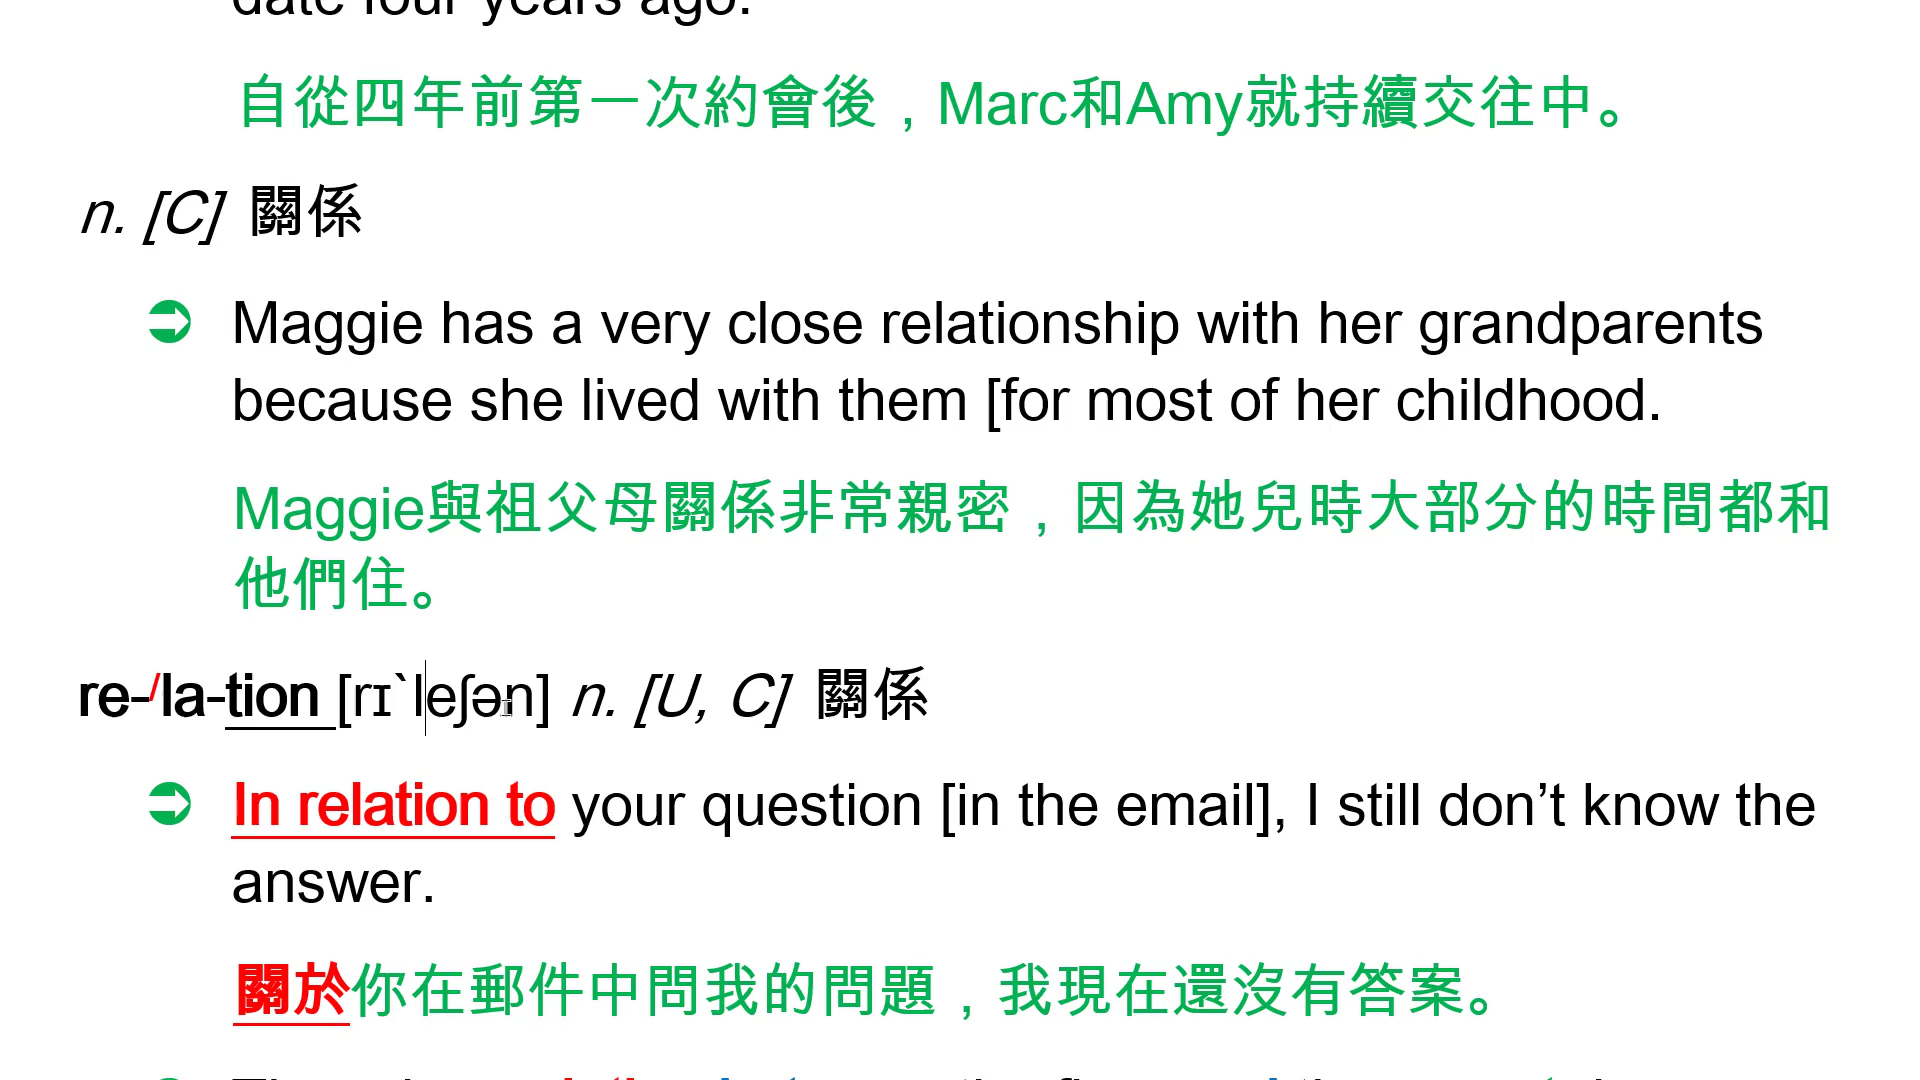 date four years ago.
自從四年前第一次約會後，Marc和Amy就持續交往中。
n. [C] 關係
Maggie has a very close relationship with her grandparents
because she lived with them [for most of her childhood.
Maggie與祖父母關係非常親密，因為她兒時大部分的時間都和
他們住。
re-/la-tion [rɪˋleʃən] n. [U, C] 關係
In relation to your question [in the email], I still don’t know the
answer.
關於你在郵件中問我的問題，我現在還沒有答案。